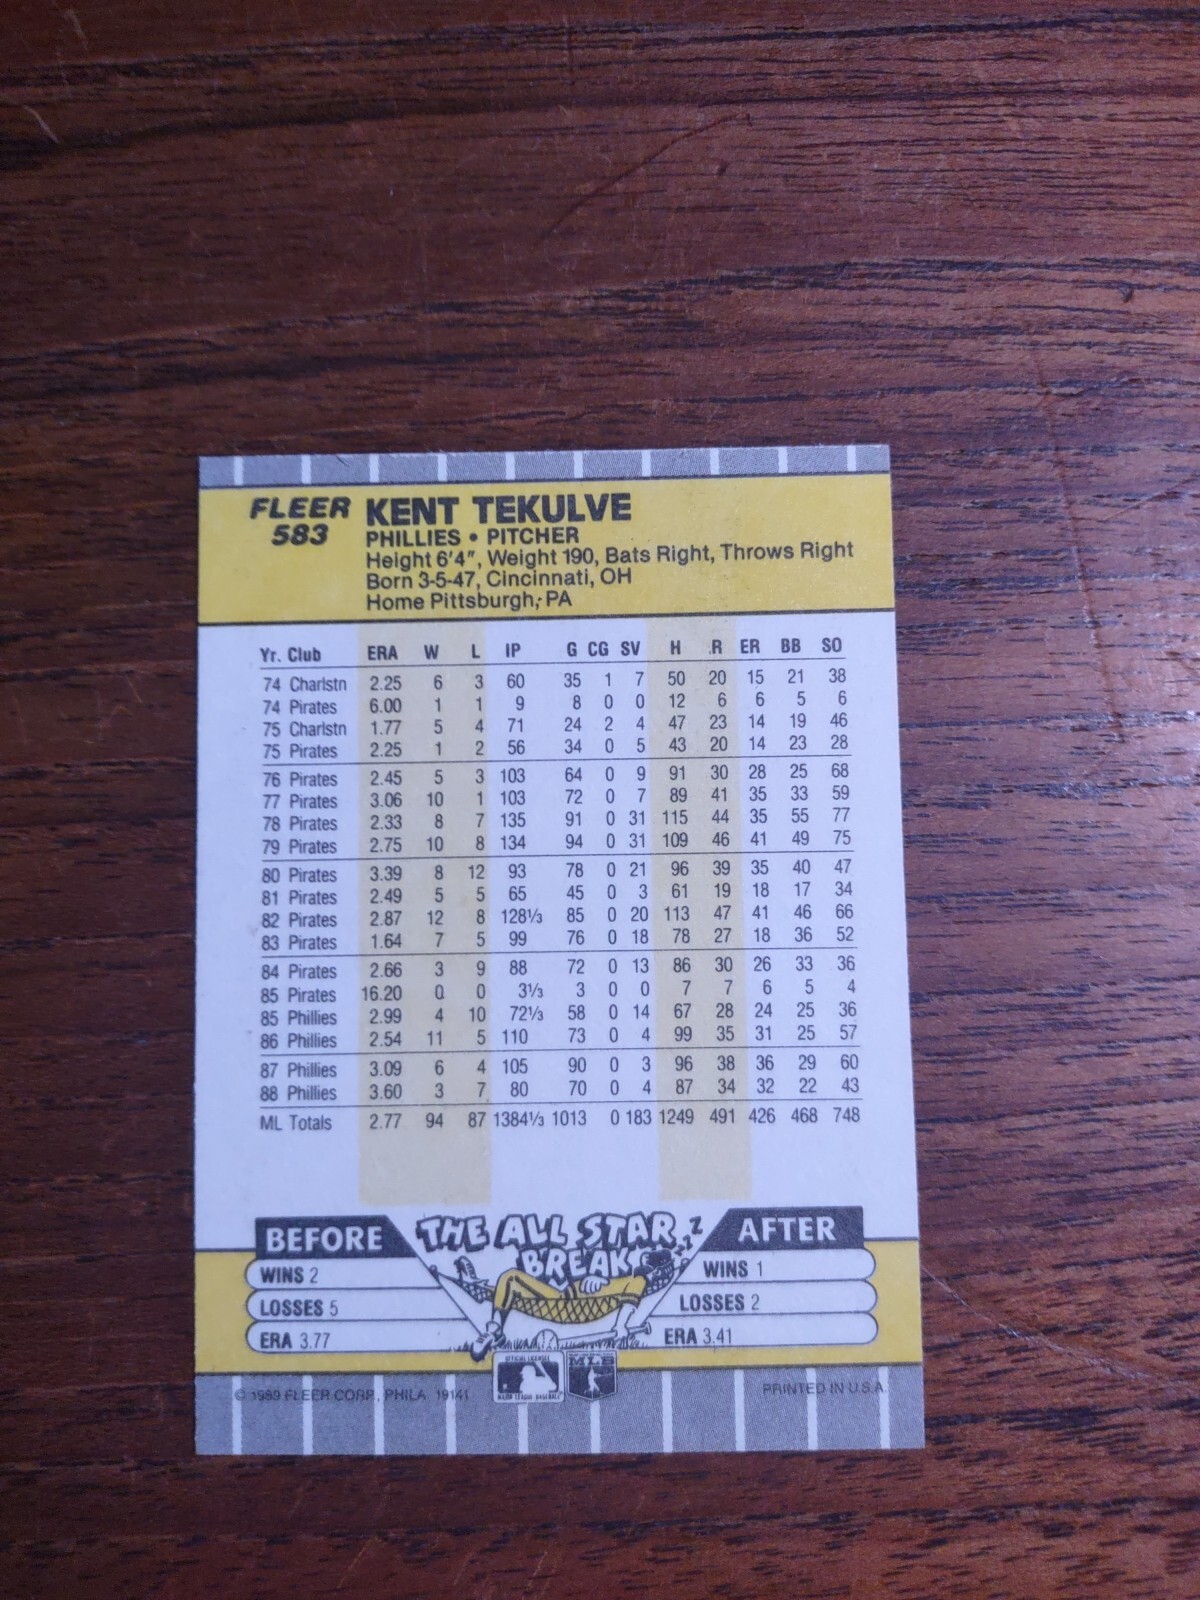 FLEER KENT TEKULVE
583 PHILLIES • PITCHER
Height 6'4", Weight 190, Bats Right, Throws Right
Born 3-5-47, Cincinnati, OH
Home Pittsburgh, PA
Yr. Club ERA W L IP G CG SV H R ER BB SO
74 Charlstn 2.25 6 3 60 35 1 7 50 20 15 21 38
74 Pirates 6.00 1 1 9 8 0 0 12 6 6 5 6
75 Charlstn 1.77 5 4 71 24 2 4 47 23 14 19 46
75 Pirates 2.25 1 2 56 34 0 5 43 20 14 23 28
76 Pirates 2.45 5 3 103 64 0 9 91 30 28 25 68
77 Pirates 3.06 10 1 103 72 0 7 89 41 35 33 59
78 Pirates 2.33 8 7 135 91 0 31 115 44 35 55 77
79 Pirates 2.75 10 8 134 94 0 31 109 46 41 49 75
80 Pirates 3.39 8 12 93 78 0 21 96 39 35 40 47
81 Pirates 2.49 5 5 65 45 0 3 61 19 18 17 34
82 Pirates 2.87 12 8 128⅓ 85 0 20 113 47 41 46 66
83 Pirates 1.64 7 5 99 76 0 18 78 27 18 36 52
84 Pirates 2.66 3 9 88 72 0 13 86 30 26 33 36
85 Pirates 16.20 0 0 3⅓ 3 0 0 7 7 6 5 4
85 Phillies 2.99 4 10 72⅓ 58 0 14 67 28 24 25 36
86 Phillies 2.54 11 5 110 73 0 4 99 35 31 25 57
87 Phillies 3.09 6 4 105 90 0 3 96 38 36 29 60
88 Phillies 3.60 3 7 80 70 0 4 87 34 32 22 43
ML Totals 2.77 94 87 1384⅓ 1013 0 183 1249 491 426 468 748
BEFORE THE ALL STAR BREAK AFTER
zzZZ
WINS 2 WINS 1
LOSSES 5 LOSSES 2
ERA 3.77 ERA 3.41
OFFICIAL LICENSEE
MAJOR LEAGUE BASEBALL
MLB
© 1989 FLEER CORP., PHILA 19141 PRINTED IN U.S.A.